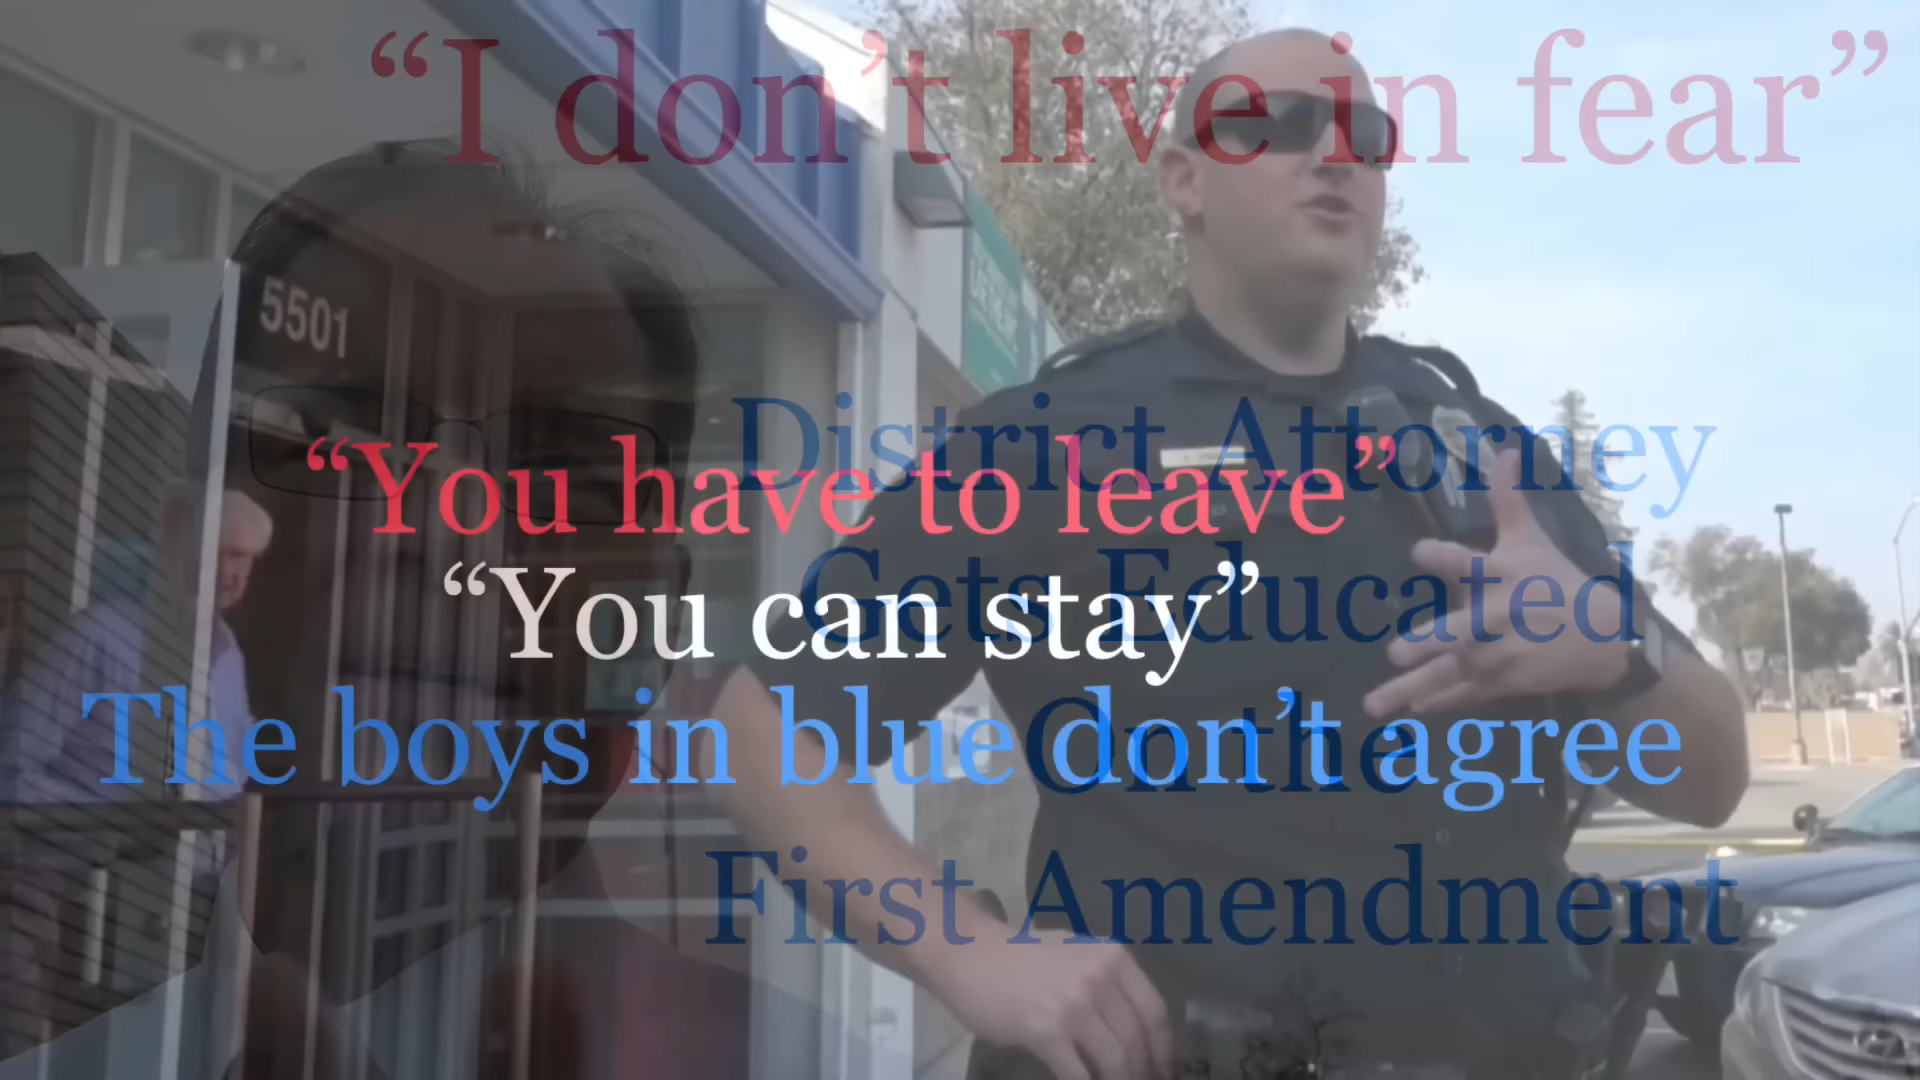 “I don’t live in fear”
5501
District Attorney
“You have to leave”
Gets Educated
“You can stay”
On the
The boys in blue don’t agree
First Amendment